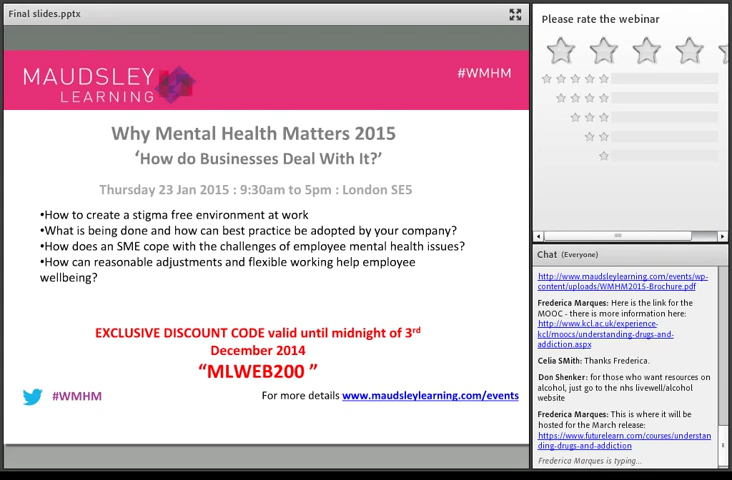 Final slides.pptx
MAUDSLEY
LEARNING
#WMHM
Why Mental Health Matters 2015
‘How do Businesses Deal With It?’
Thursday 23 Jan 2015 : 9:30am to 5pm : London SE5
•How to create a stigma free environment at work
•What is being done and how can best practice be adopted by your company?
•How does an SME cope with the challenges of employee mental health issues?
•How can reasonable adjustments and flexible working help employee
wellbeing?
EXCLUSIVE DISCOUNT CODE valid until midnight of 3rd
December 2014
“MLWEB200 ”
#WMHM
For more details www.maudsleylearning.com/events
Please rate the webinar
Chat (Everyone)
http://www.maudsleylearning.com/events/wp-
content/uploads/WMHM2015-Brochure.pdf
Frederica Marques: Here is the link for the
MOOC - there is more information here:
http://www.kcl.ac.uk/experience-
kcl/moocs/understanding-drugs-and-
addiction.aspx
Celia SMith: Thanks Frederica.
Don Shenker: for those who want resources on
alcohol, just go to the nhs livewell/alcohol
website
Frederica Marques: This is where it will be
hosted for the March release:
https://www.futurelearn.com/courses/understan
ding-drugs-and-addiction
Frederica Marques is typing...